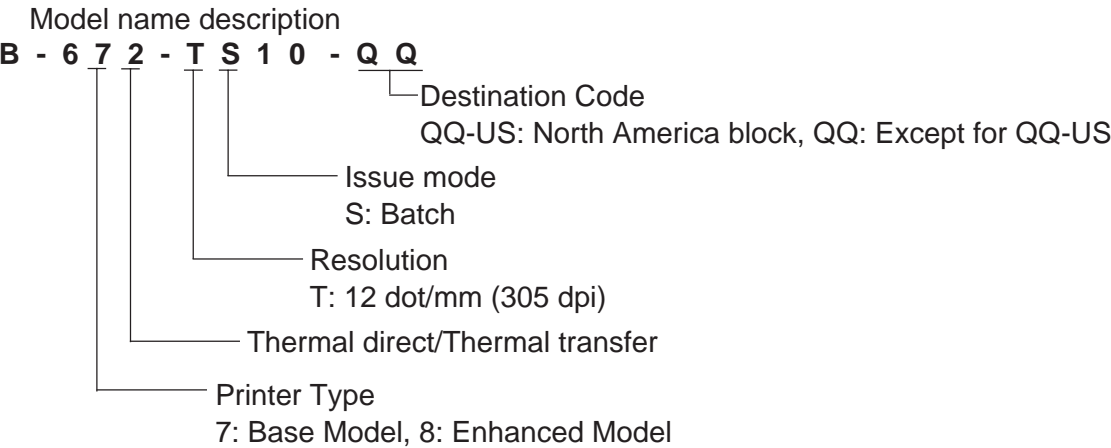 Model name description
B - 6 7 2 - T S 1 0 - Q Q
Destination Code
QQ-US: North America block, QQ: Except for QQ-US
Issue mode
S: Batch
Resolution
T: 12 dot/mm (305 dpi)
Thermal direct/Thermal transfer
Printer Type
7: Base Model, 8: Enhanced Model